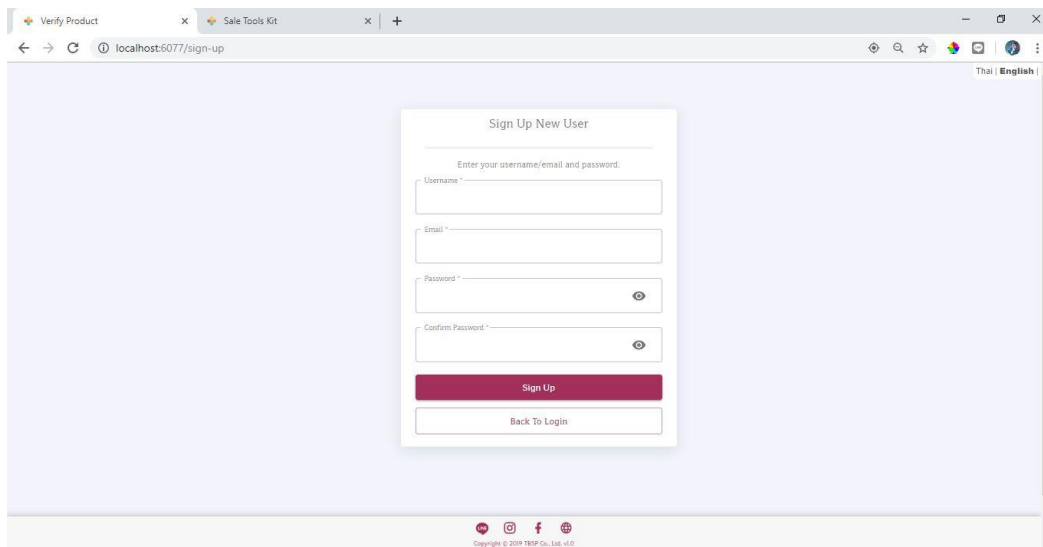 Verify Product
Sale Tools Kit
localhost:6077/sign-up
Thai | English |
Sign Up New User
Enter your username/email and password.
Username *
Email *
Password *
Confirm Password *
Sign Up
Back To Login
LINE
Copyright © 2019 TBSP Co., Ltd. v1.0